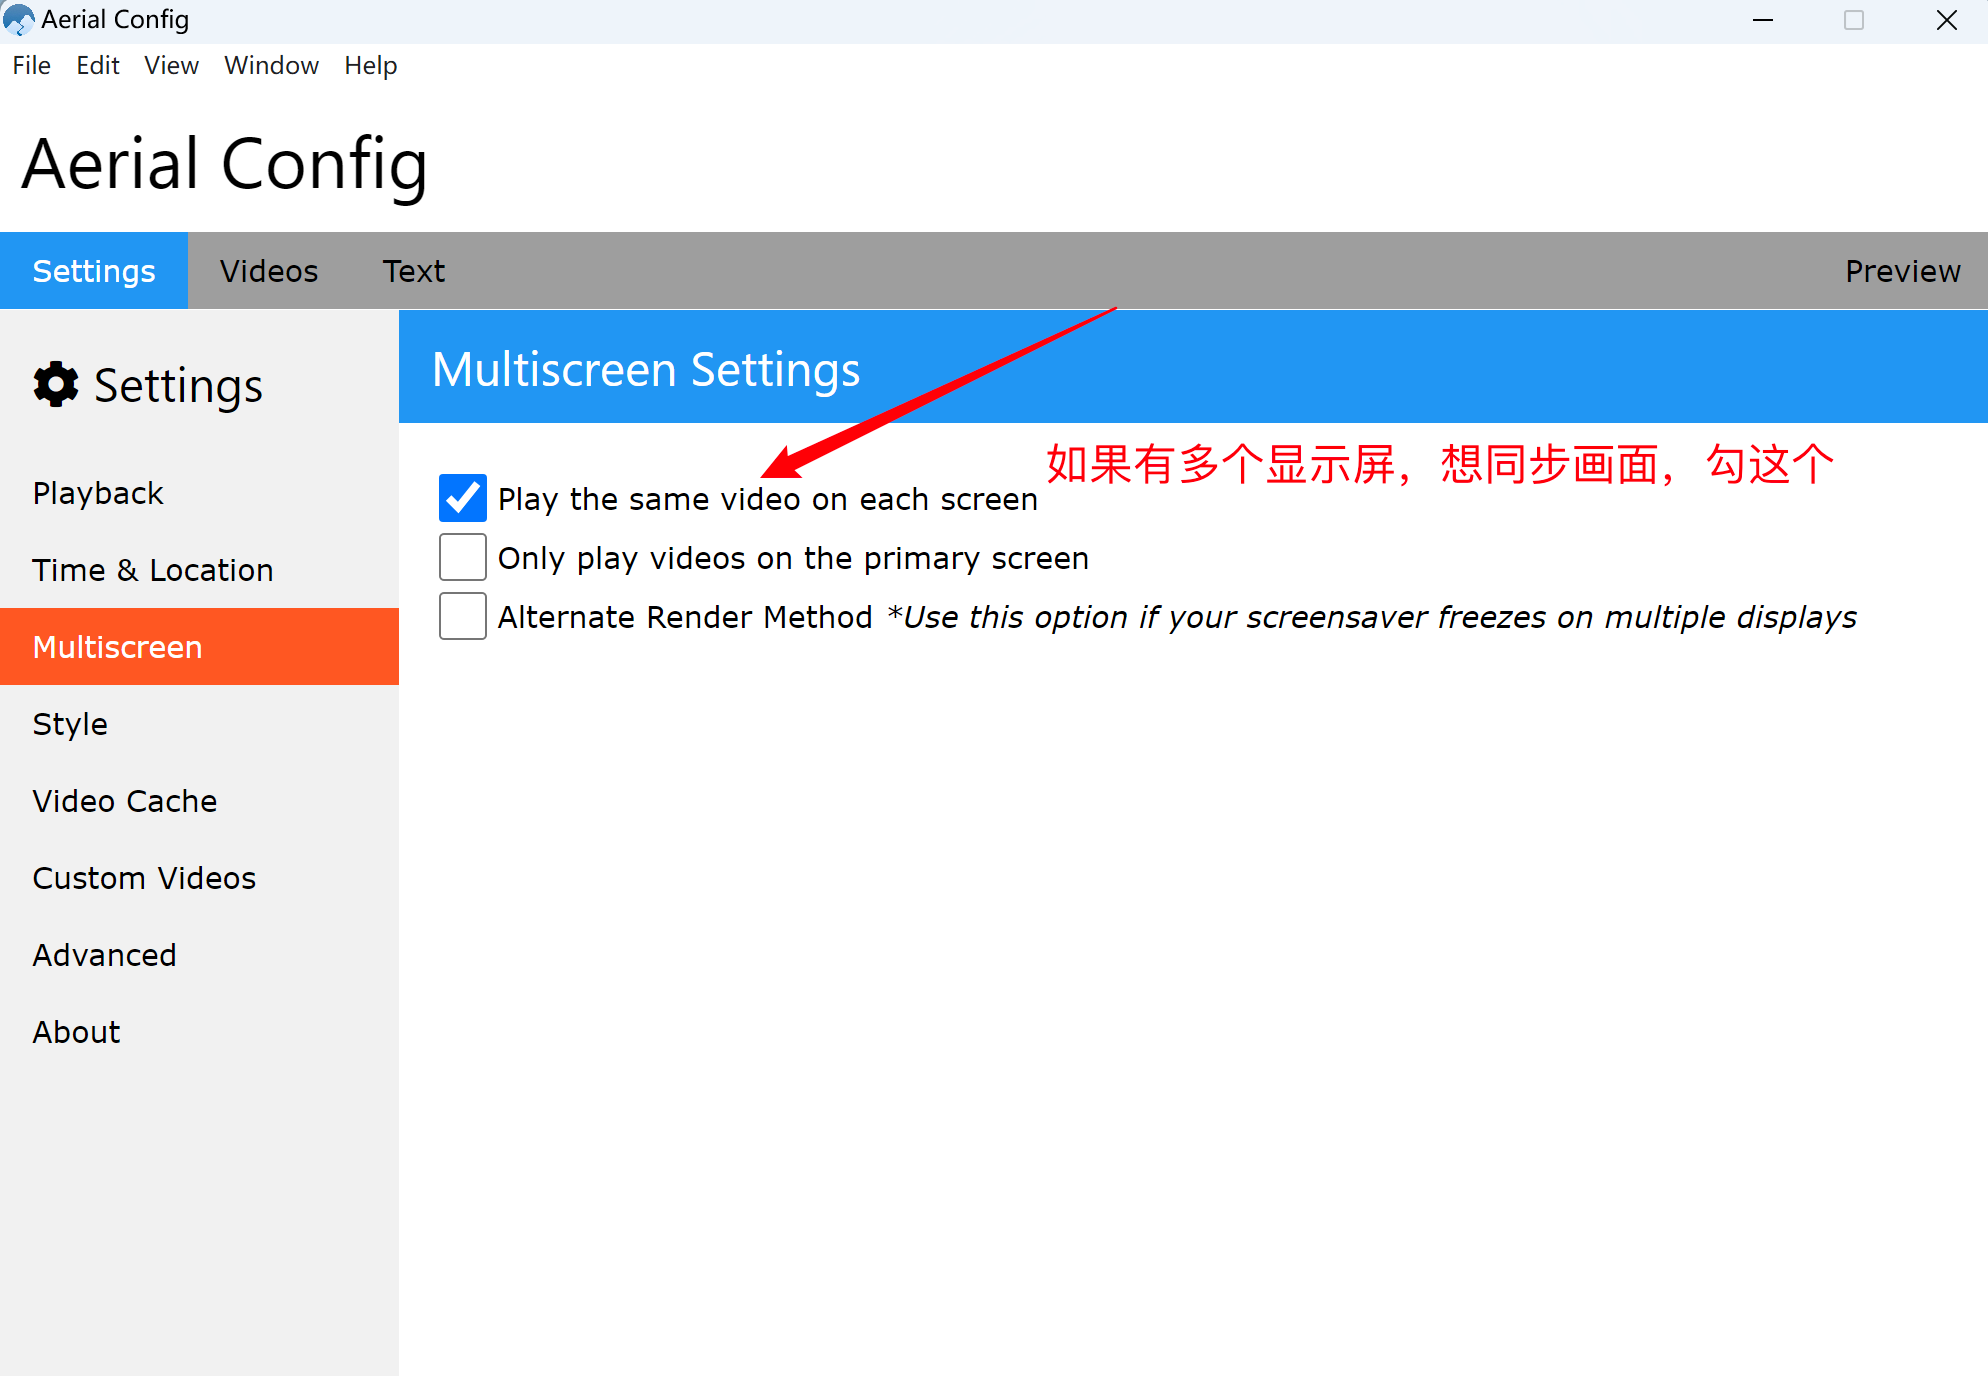 Aerial Config
File Edit View Window Help
Aerial Config
Settings Videos Text Preview
Settings
Playback
Time & Location
Multiscreen
Style
Video Cache
Custom Videos
Advanced
About
Multiscreen Settings
如果有多个显示屏，想同步画面，勾这个
Play the same video on each screen
Only play videos on the primary screen
Alternate Render Method *Use this option if your screensaver freezes on multiple displays